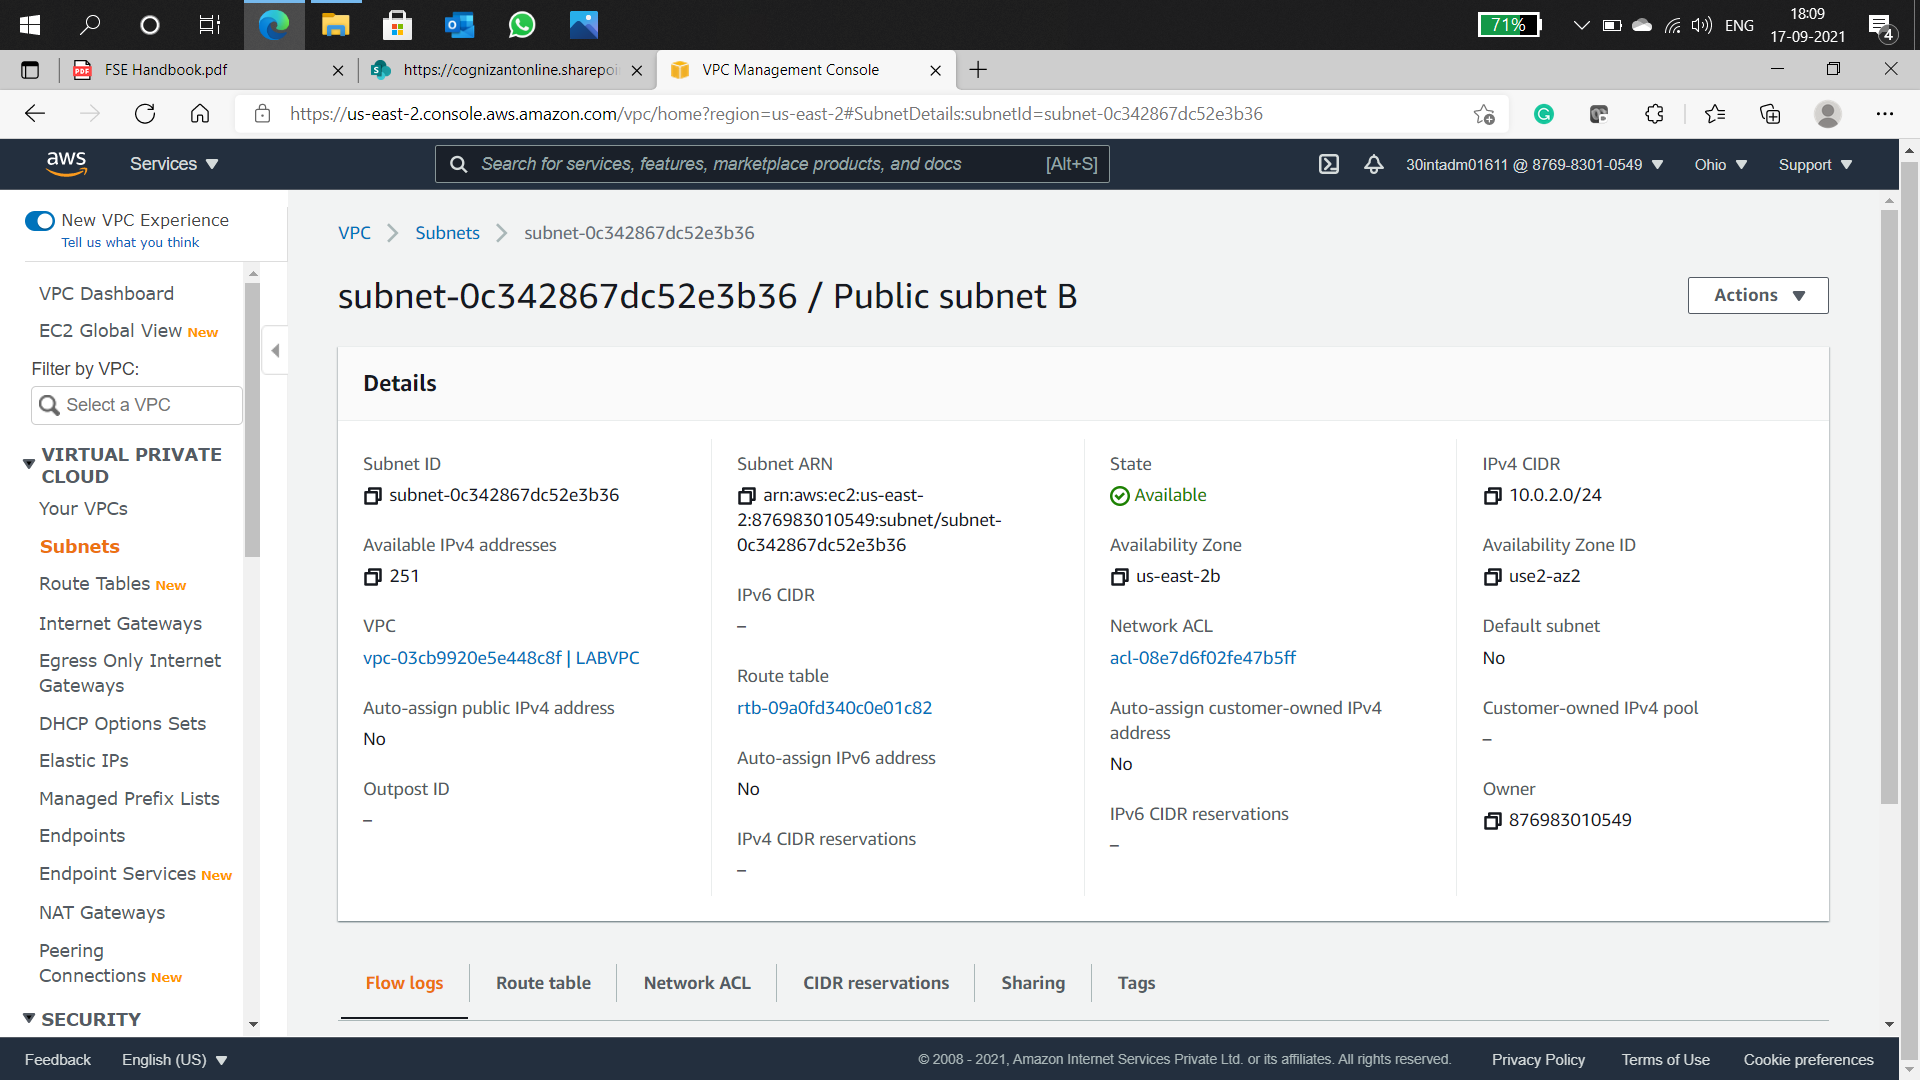 71%
ENG
18:09
17-09-2021
4
FSE Handbook.pdf
https://cognizantonline.sharepoi
VPC Management Console
https://us-east-2.console.aws.amazon.com/vpc/home?region=us-east-2#SubnetDetails:subnetId=subnet-0c342867dc52e3b36
aws
Services
Search for services, features, marketplace products, and docs
[Alt+S]
30intadm01611 @ 8769-8301-0549
Ohio
Support
New VPC Experience
Tell us what you think
VPC Dashboard
EC2 Global View New
Filter by VPC:
Select a VPC
VIRTUAL PRIVATE
CLOUD
Your VPCs
Subnets
Route Tables New
Internet Gateways
Egress Only Internet
Gateways
DHCP Options Sets
Elastic IPs
Managed Prefix Lists
Endpoints
Endpoint Services New
NAT Gateways
Peering
Connections New
SECURITY
VPC
Subnets
subnet-0c342867dc52e3b36
subnet-0c342867dc52e3b36 / Public subnet B
Actions
Details
Subnet ID
subnet-0c342867dc52e3b36
Available IPv4 addresses
251
VPC
vpc-03cb9920e5e448c8f | LABVPC
Auto-assign public IPv4 address
No
Outpost ID
–
Subnet ARN
arn:aws:ec2:us-east-
2:876983010549:subnet/subnet-
0c342867dc52e3b36
IPv6 CIDR
–
Route table
rtb-09a0fd340c0e01c82
Auto-assign IPv6 address
No
IPv4 CIDR reservations
–
State
Available
Availability Zone
us-east-2b
Network ACL
acl-08e7d6f02fe47b5ff
Auto-assign customer-owned IPv4
address
No
IPv6 CIDR reservations
–
IPv4 CIDR
10.0.2.0/24
Availability Zone ID
use2-az2
Default subnet
No
Customer-owned IPv4 pool
–
Owner
876983010549
Flow logs
Route table
Network ACL
CIDR reservations
Sharing
Tags
Feedback
English (US)
© 2008 - 2021, Amazon Internet Services Private Ltd. or its affiliates. All rights reserved.
Privacy Policy
Terms of Use
Cookie preferences